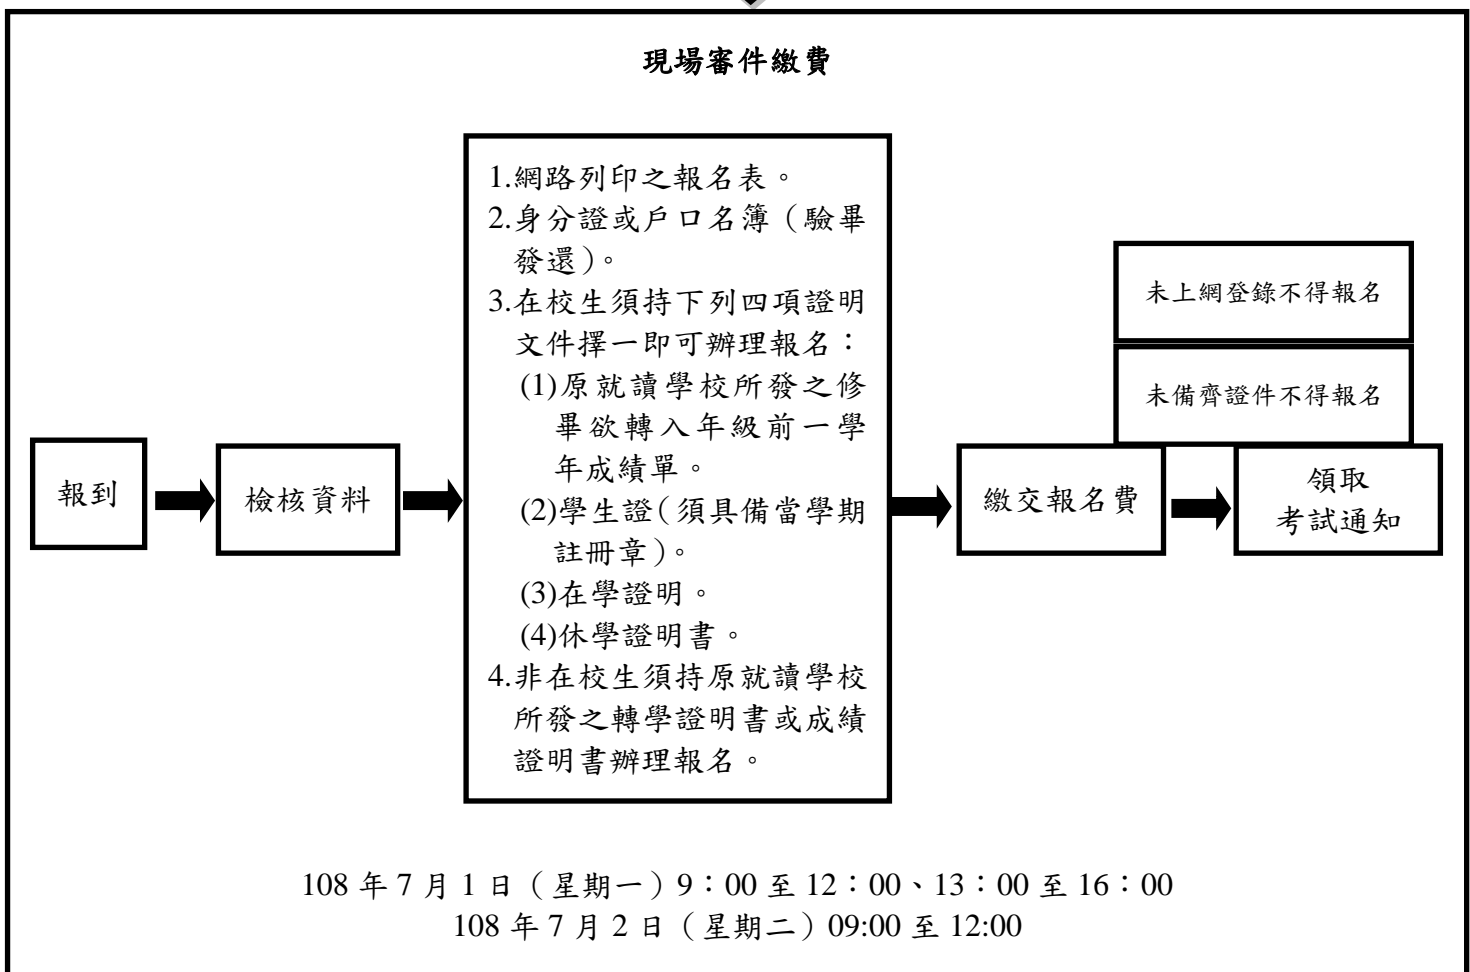 現場審件繳費
報到
檢核資料
1.網路列印之報名表。
2.身分證或戶口名簿（驗畢
發還）。
3.在校生須持下列四項證明
文件擇一即可辦理報名：
(1)原就讀學校所發之修
畢欲轉入年級前一學
年成績單。
(2)學生證（須具備當學期
註冊章）。
(3)在學證明。
(4)休學證明書。
4.非在校生須持原就讀學校
所發之轉學證明書或成績
證明書辦理報名。
未上網登錄不得報名
未備齊證件不得報名
繳交報名費
領取
考試通知
108 年 7 月 1 日（星期一）9：00 至 12：00、13：00 至 16：00
108 年 7 月 2 日（星期二）09:00 至 12:00